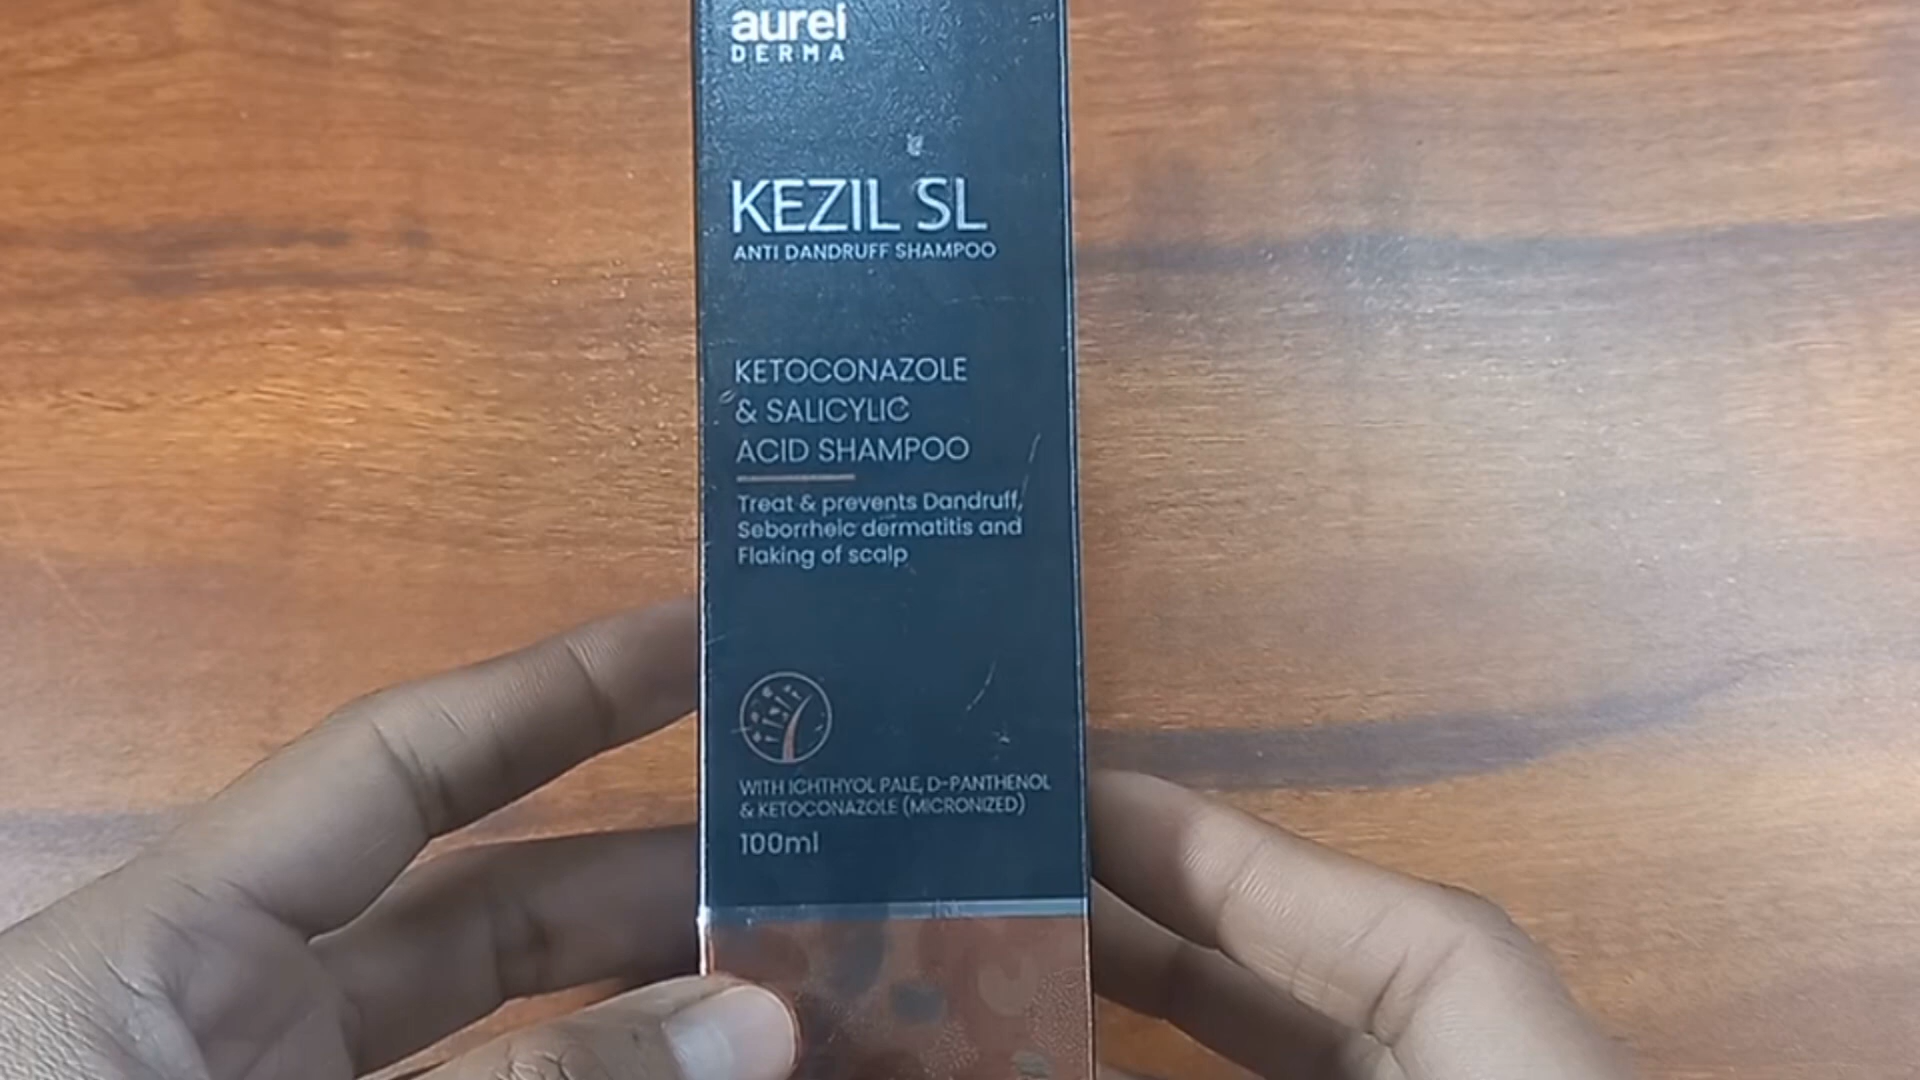 aurel
DERMA
KEZIL SL
ANTI DANDRUFF SHAMPOO
KETOCONAZOLE
& SALICYLIC
ACID SHAMPOO
Treat & prevents Dandruff,
Seborrheic dermatitis and
Flaking of scalp
WITH ICHTHYOL PALE, D-PANTHENOL
& KETOCONAZOLE (MICRONIZED)
100ml